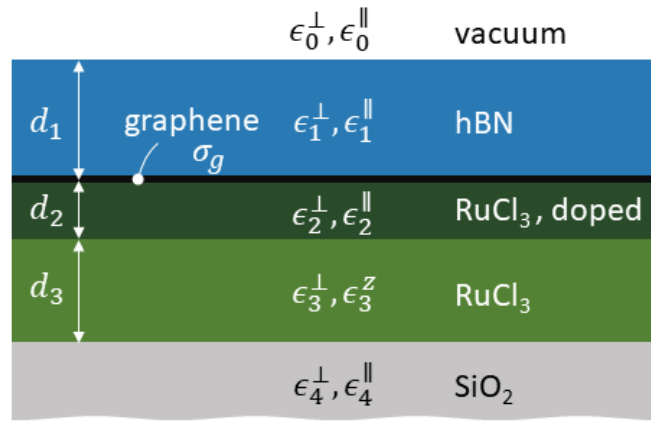 ϵ₀^⊥, ϵ₀^∥ vacuum
d₁ graphene ϵ₁^⊥, ϵ₁^∥ hBN
σ_g
d₂ ϵ₂^⊥, ϵ₂^∥ RuCl₃, doped
d₃ ϵ₃^⊥, ϵ₃^z RuCl₃
ϵ₄^⊥, ϵ₄^∥ SiO₂